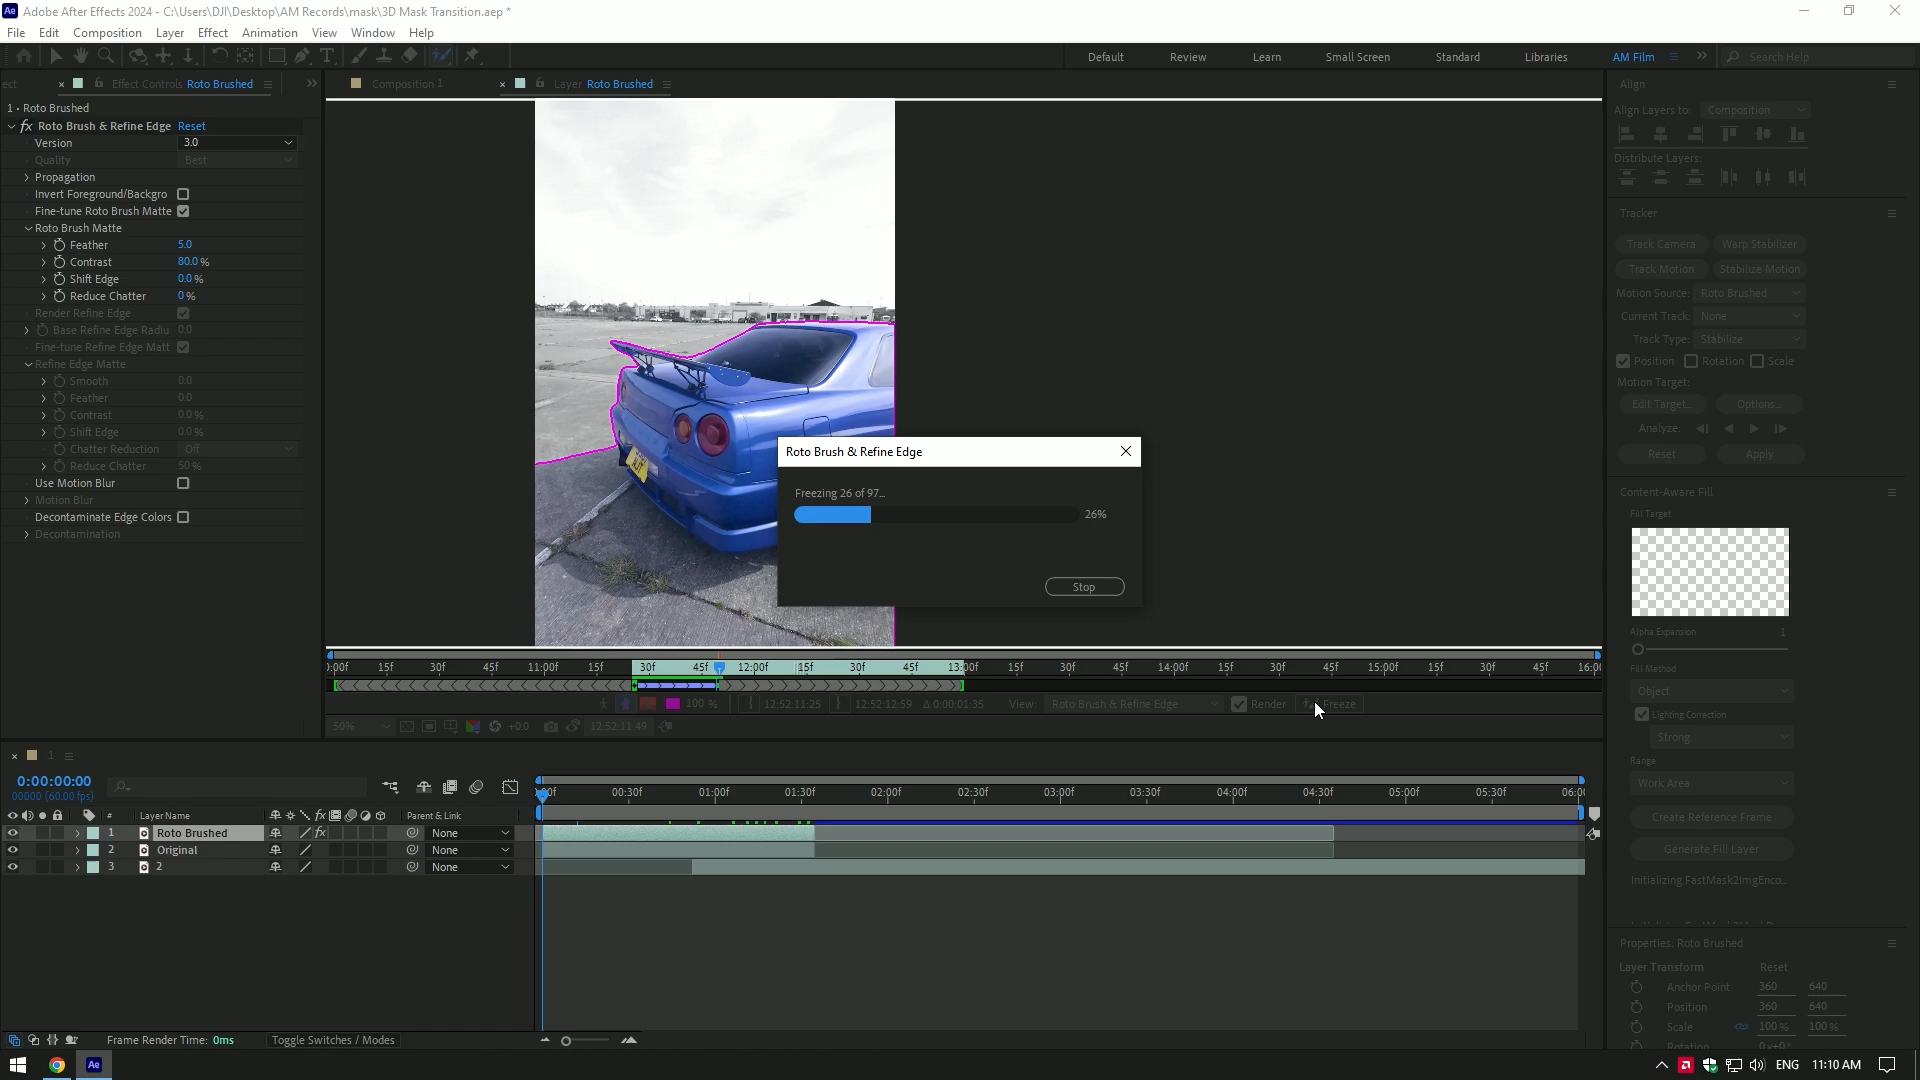 Adobe After Effects 2024 - C:\Users\DJI\Desktop\AM Records\mask\3D Mask Transition.aep *
File Edit Composition Layer Effect Animation View Window Help
Default Review Learn Small Screen Standard Libraries AM Film Search Help
ect Effect Controls Roto Brushed
Composition 1
Layer Roto Brushed
1 • Roto Brushed
Roto Brush & Refine Edge Reset
Version 3.0
Quality Best
Propagation
Invert Foreground/Backgro
Fine-tune Roto Brush Matte
Roto Brush Matte
Feather 5.0
Contrast 80.0 %
Shift Edge 0.0 %
Reduce Chatter 0 %
Render Refine Edge
Base Refine Edge Radiu 0.0
Fine-tune Refine Edge Matt
Refine Edge Matte
Smooth 0.0
Feather 0.0
Contrast 0.0 %
Shift Edge 0.0 %
Chatter Reduction Off
Reduce Chatter 50 %
Use Motion Blur
Motion Blur
Decontaminate Edge Colors
Decontamination
Roto Brush & Refine Edge
Freezing 26 of 97...
26%
Stop
0:00f 15f 30f 45f 11:00f 15f 30f 45f 12:00f 15f 30f 45f 13:00f 15f 30f 45f 14:00f 15f 30f 45f 15:00f 15f 30f 45f 16:0(
100 % 12:52:11:25 12:52:12:59 Δ 0:00:01:35 View: Roto Brush & Refine Edge Render Freeze
50% +0.0 12:52:11:49
Align
Align Layers to: Composition
Distribute Layers:
Tracker
Track Camera Warp Stabilizer
Track Motion Stabilize Motion
Motion Source: Roto Brushed
Current Track: None
Track Type: Stabilize
Position Rotation Scale
Motion Target:
Edit Target... Options...
Analyze:
Reset Apply
Content-Aware Fill
Fill Target
Alpha Expansion 1
Fill Method
Object
Lighting Correction
Strong
Range
Work Area
Create Reference Frame
Generate Fill Layer
Initializing FastMask2ImgEnco...
Properties: Roto Brushed
Layer Transform Reset
Anchor Point 360 640
Position 360 640
Scale 100 % 100 %
Rotation 0x+0°
1
0:00:00:00
00000 (60.00 fps)
00f 00:30f 01:00f 01:30f 02:00f 02:30f 03:00f 03:30f 04:00f 04:30f 05:00f 05:30f 06:00
# Layer Name Parent & Link
1 Roto Brushed None
2 Original None
3 2 None
Frame Render Time: 0ms Toggle Switches / Modes
Ae ENG 11:10 AM